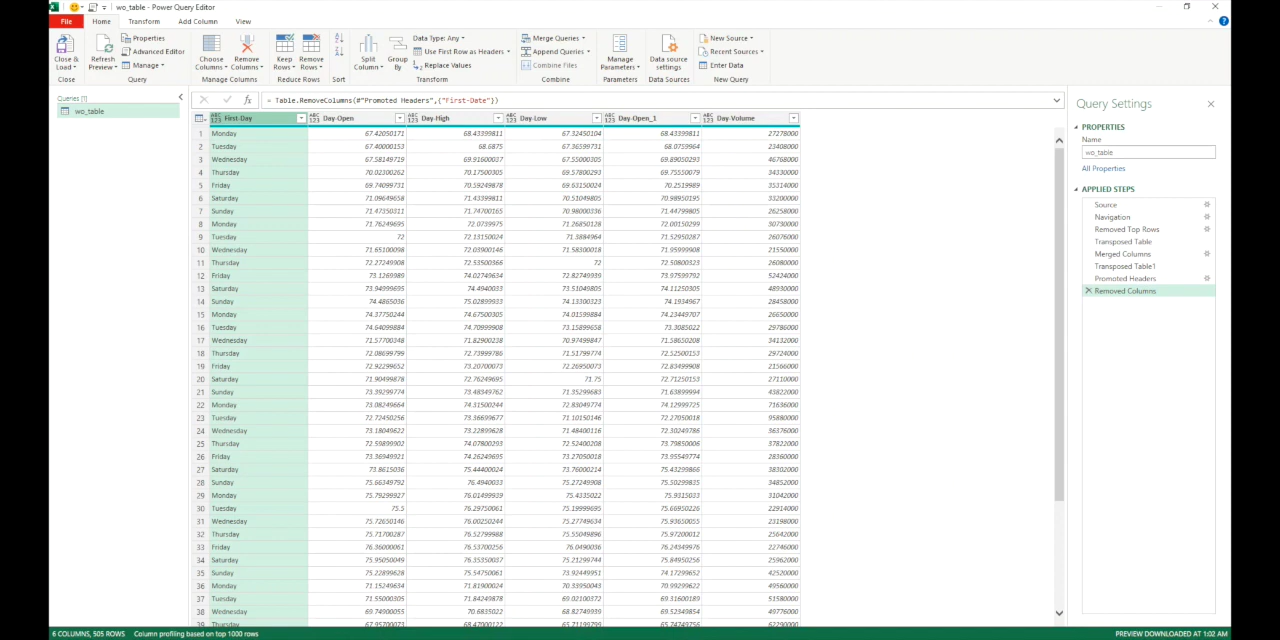 wo_table - Power Query Editor
File Home Transform Add Column View
Close & Load
Close
Refresh Preview
Properties
Advanced Editor
Manage
Query
Choose Columns
Remove Columns
Manage Columns
Keep Rows
Remove Rows
Reduce Rows
Sort
Split Column
Group By
Data Type: Any
Use First Row as Headers
Replace Values
Transform
Merge Queries
Append Queries
Combine Files
Combine
Manage Parameters
Parameters
Data source settings
Data Sources
New Source
Recent Sources
Enter Data
New Query
Queries [1]
wo_table
= Table.RemoveColumns(#"Promoted Headers",{"First-Date"})
ABC 123 First-Day ABC 123 Day-Open ABC 123 Day-High ABC 123 Day-Low ABC 123 Day-Open_1 ABC 123 Day-Volume
1 Monday 67.42050171 68.43399811 67.32450104 68.43399811 27278000
2 Tuesday 67.40000153 68.6875 67.36599731 68.0759964 23408000
3 Wednesday 67.58149719 69.91600037 67.55000305 69.89050293 46768000
4 Thursday 70.02300262 70.17500305 69.57800293 69.75550079 34330000
5 Friday 69.74099731 70.59249878 69.63150024 70.2519989 35314000
6 Saturday 71.09649658 71.43399811 70.51049805 70.98950195 33200000
7 Sunday 71.47350311 71.74700165 70.98000336 71.44799805 26258000
8 Monday 71.76249695 72.0739975 71.26850128 72.00150299 30730000
9 Tuesday 72 72.13150024 71.3884964 71.52950287 26076000
10 Wednesday 71.65100098 72.03900146 71.58300018 71.95999908 21550000
11 Thursday 72.27249908 72.53500366 72 72.50800323 26080000
12 Friday 73.1269989 74.02749634 72.82749939 73.97599792 52424000
13 Saturday 73.94999695 74.4940033 73.51049805 74.11250305 48930000
14 Sunday 74.4865036 75.02899933 74.13300323 74.1934967 28458000
15 Monday 74.37750244 74.67500305 74.01599884 74.23449707 26650000
16 Tuesday 74.64099884 74.70999908 73.15899658 73.3085022 29786000
17 Wednesday 71.57700348 71.82900238 70.97499847 71.58650208 34132000
18 Thursday 72.08699799 72.73999786 71.51799774 72.52500153 29724000
19 Friday 72.92299652 73.20700073 72.26950073 72.83499908 21566000
20 Saturday 71.90499878 72.76249695 71.75 72.71250153 27110000
21 Sunday 73.39299774 73.48349762 71.35299683 71.63899994 43822000
22 Monday 73.08249664 74.31500244 72.83049774 74.12999725 71636000
23 Tuesday 72.72450256 73.36699677 71.10150146 72.27050018 95880000
24 Wednesday 73.18049622 73.22899628 71.48400116 72.30249786 36376000
25 Thursday 72.59899902 74.07800293 72.52400208 73.79850006 37822000
26 Friday 73.36949921 74.26249695 73.27050018 73.95549774 28360000
27 Saturday 73.8615036 75.44400024 73.76000214 75.43299866 38302000
28 Sunday 75.66349792 76.4940033 75.27249908 75.50299835 34852000
29 Monday 75.79299927 76.01499939 75.4335022 75.9315033 31042000
30 Tuesday 75.5 76.29750061 75.19999695 75.66950226 22914000
31 Wednesday 75.72650146 76.00250244 75.27749634 75.93650055 23198000
32 Thursday 75.71700287 76.52799988 75.55049896 75.97200012 25642000
33 Friday 76.36000061 76.53700256 76.0490036 76.24349976 22746000
34 Saturday 75.95050049 76.35350037 75.21299744 75.84950256 25962000
35 Sunday 75.22899628 75.54750061 73.92449951 74.17299652 42520000
36 Monday 71.15249634 71.81900024 70.33950043 70.99299622 49560000
37 Tuesday 71.55000305 71.84249878 69.02100372 69.31600189 51580000
38 Wednesday 69.74900055 70.6835022 68.82749939 69.52349854 49776000
Query Settings
PROPERTIES
Name
wo_table
All Properties
APPLIED STEPS
Source
Navigation
Removed Top Rows
Transposed Table
Merged Columns
Transposed Table1
Promoted Headers
Removed Columns
6 COLUMNS, 505 ROWS Column profiling based on top 1000 rows
PREVIEW DOWNLOADED AT 1:02 AM